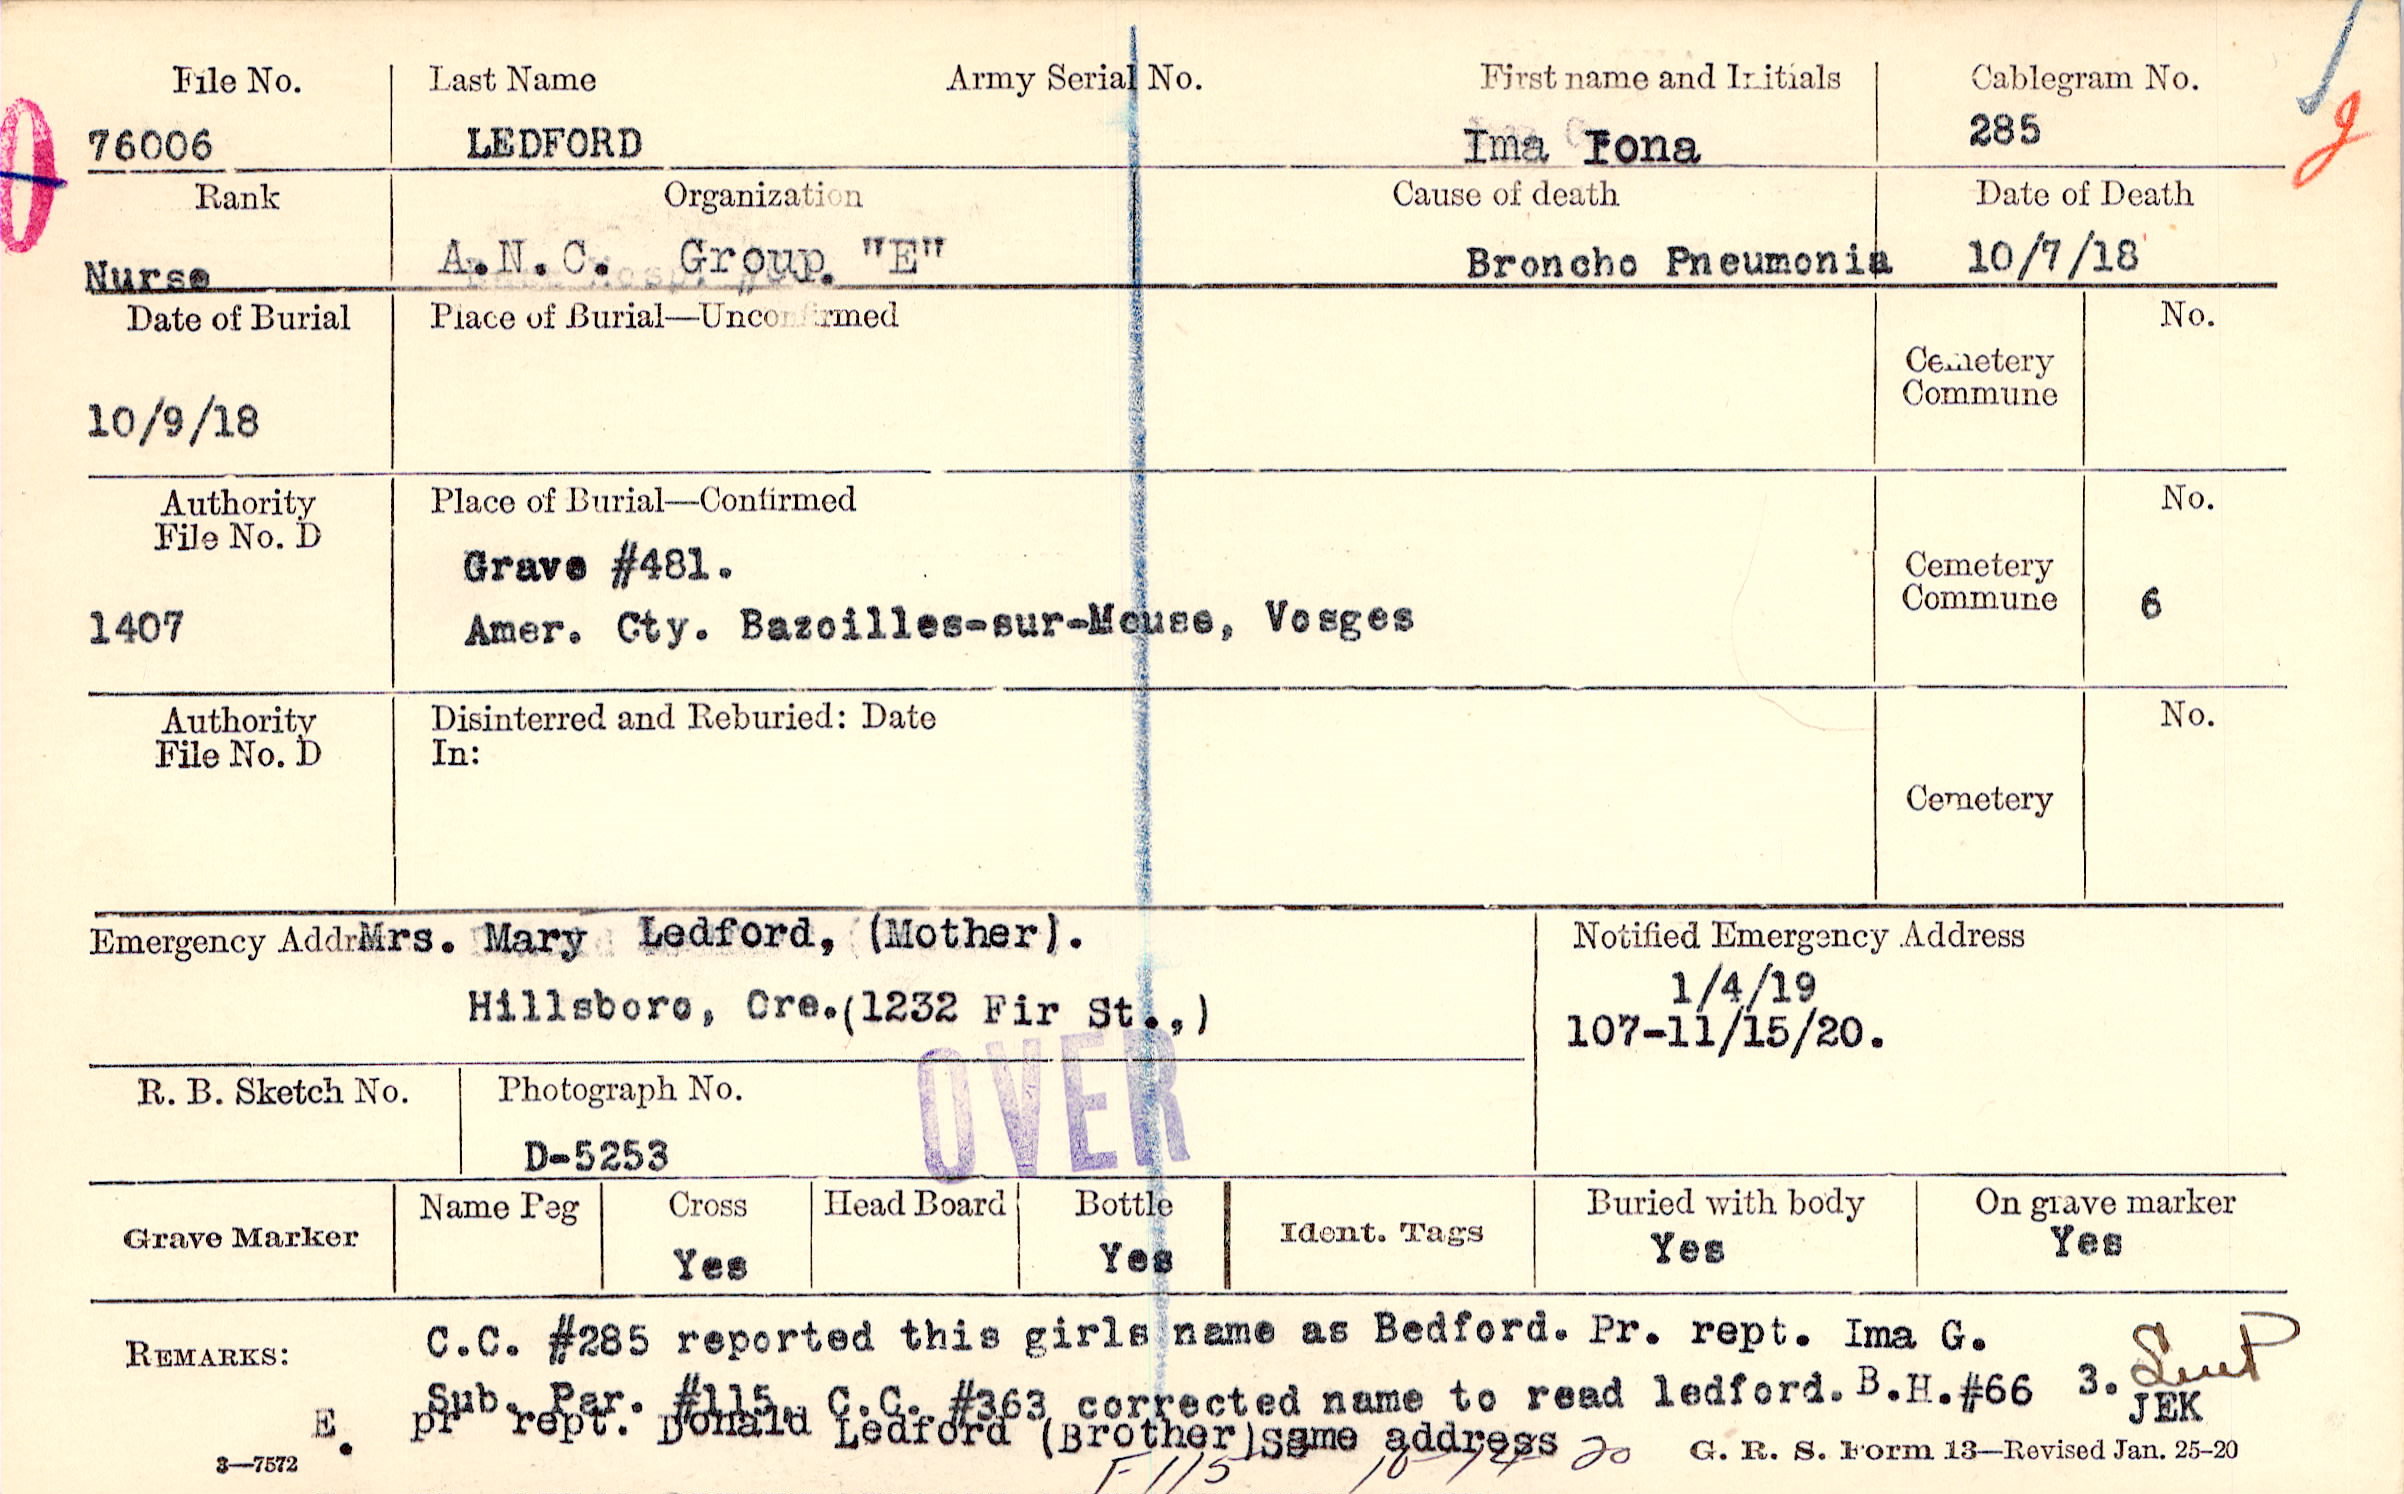 File No. Last Name Army Serial No. First name and Initials Cablegram No.
76006 LEDFORD Ima Iona 285
Rank Organization Cause of death Date of Death
Nurse A.N.C. Group. "E" Broncho Pneumonia 10/7/18
Date of Burial Place of Burial—Unconfirmed No.
Cemetery
Commune
10/9/18
Authority Place of Burial—Confirmed No.
File No. D
Grave #481.
Cemetery
Commune 6
1407 Amer. Cty. Bazoilles-sur-Meuse, Vosges
Authority Disinterred and Reburied: Date No.
File No. D In:
Cemetery
Emergency Addr Mrs. Mary Ledford, (Mother). Notified Emergency Address
1/4/19
Hillsboro, Ore. (1232 Fir St.,) 107-11/15/20.
OVER
R. B. Sketch No. Photograph No.
D-5253
Grave Marker Name Peg Cross Head Board Bottle Ident. Tags Buried with body On grave marker
Yes Yes Yes Yes
REMARKS: C.C. #285 reported this girls name as Bedford. Pr. rept. Ima G.
Sub. Par. #115. C.C. #363 corrected name to read ledford. B.H.#66 3. JEK
E. pr rept. Donald Ledford (Brother) same address
3—7572 F 115 20 G. R. S. Form 13—Revised Jan. 25-20